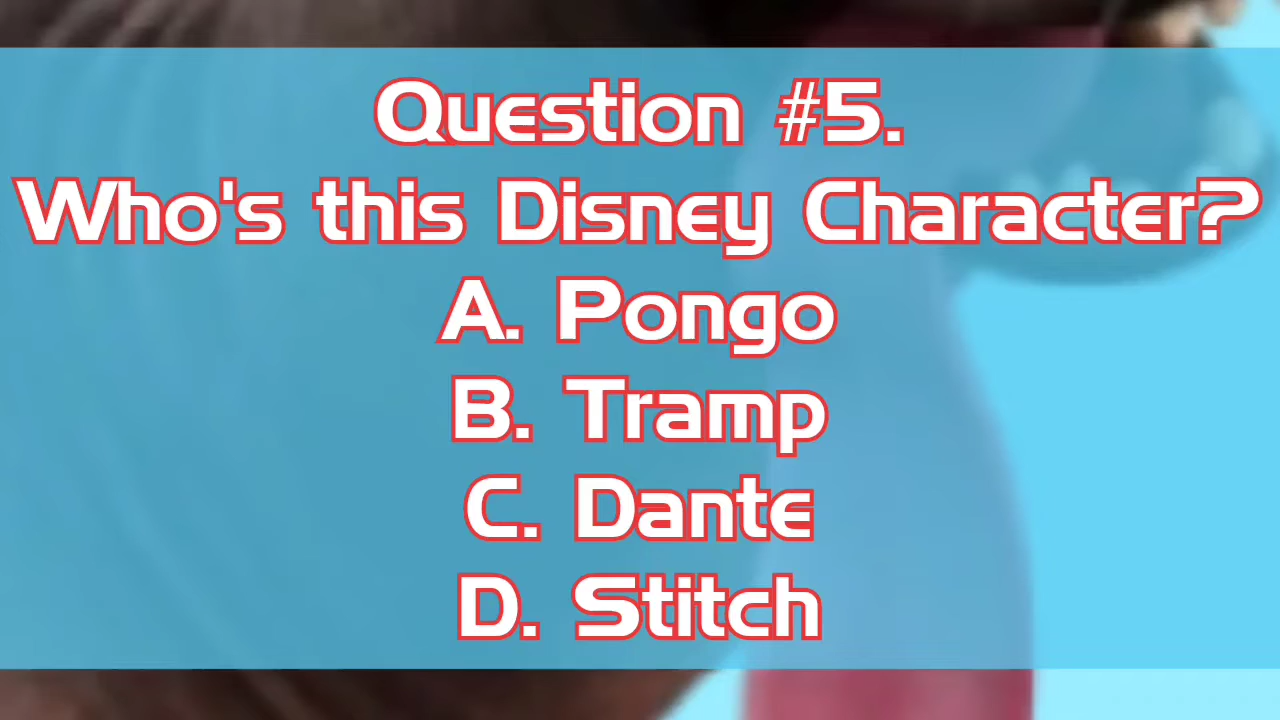 Question #5.
Who's this Disney Character?
A. Pongo
B. Tramp
C. Dante
D. Stitch